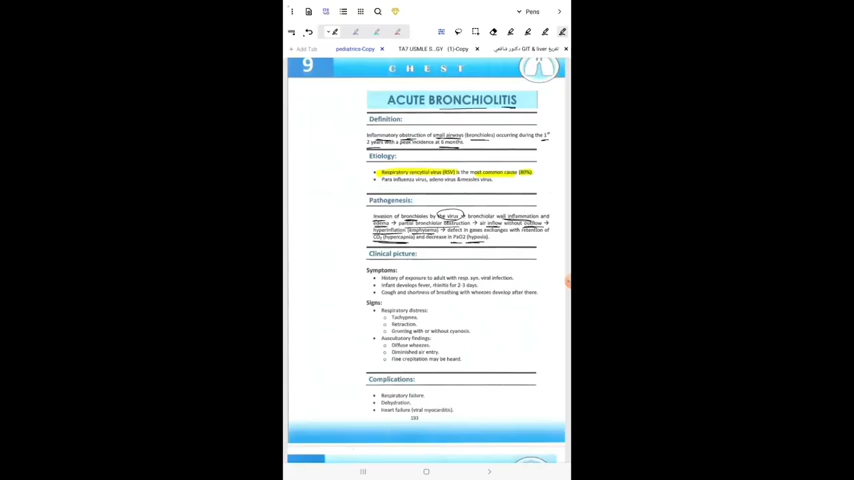 Pens
Add Tab
pediatrics-Copy
TA7 USMLE S...GY (1)-Copy
GIT & liver
9
CHEST
ACUTE BRONCHIOLITIS
Definition:
Inflammatory obstruction of small airways (bronchioles) occurring during the 1st
2 years with a peak incidence at 6 months.
Etiology:
• Respiratory syncytial virus (RSV) is the most common cause (80%)
• Para influenza virus, adeno virus &measles virus.
Pathogenesis:
Invasion of bronchioles by the virus → bronchiolar wall inflammation and
edema → partial bronchiolar obstruction → air inflow without outflow →
hyperinflation (emphysema) → defect in gases exchanges with retention of
CO2 (hypercapnia) and decrease in PaO2 (hypoxia).
Clinical picture:
Symptoms:
• History of exposure to adult with resp. syn. viral infection.
• Infant develops fever, rhinitis for 2-3 days.
• Cough and shortness of breathing with wheezes develop after there.
Signs:
• Respiratory distress:
o Tachypnea.
o Retraction.
o Grunting with or without cyanosis.
• Auscultatory findings:
o Diffuse wheezes.
o Diminished air entry.
o Fine crepitation may be heard.
Complications:
• Respiratory failure.
• Dehydration.
• Heart failure (viral myocarditis).